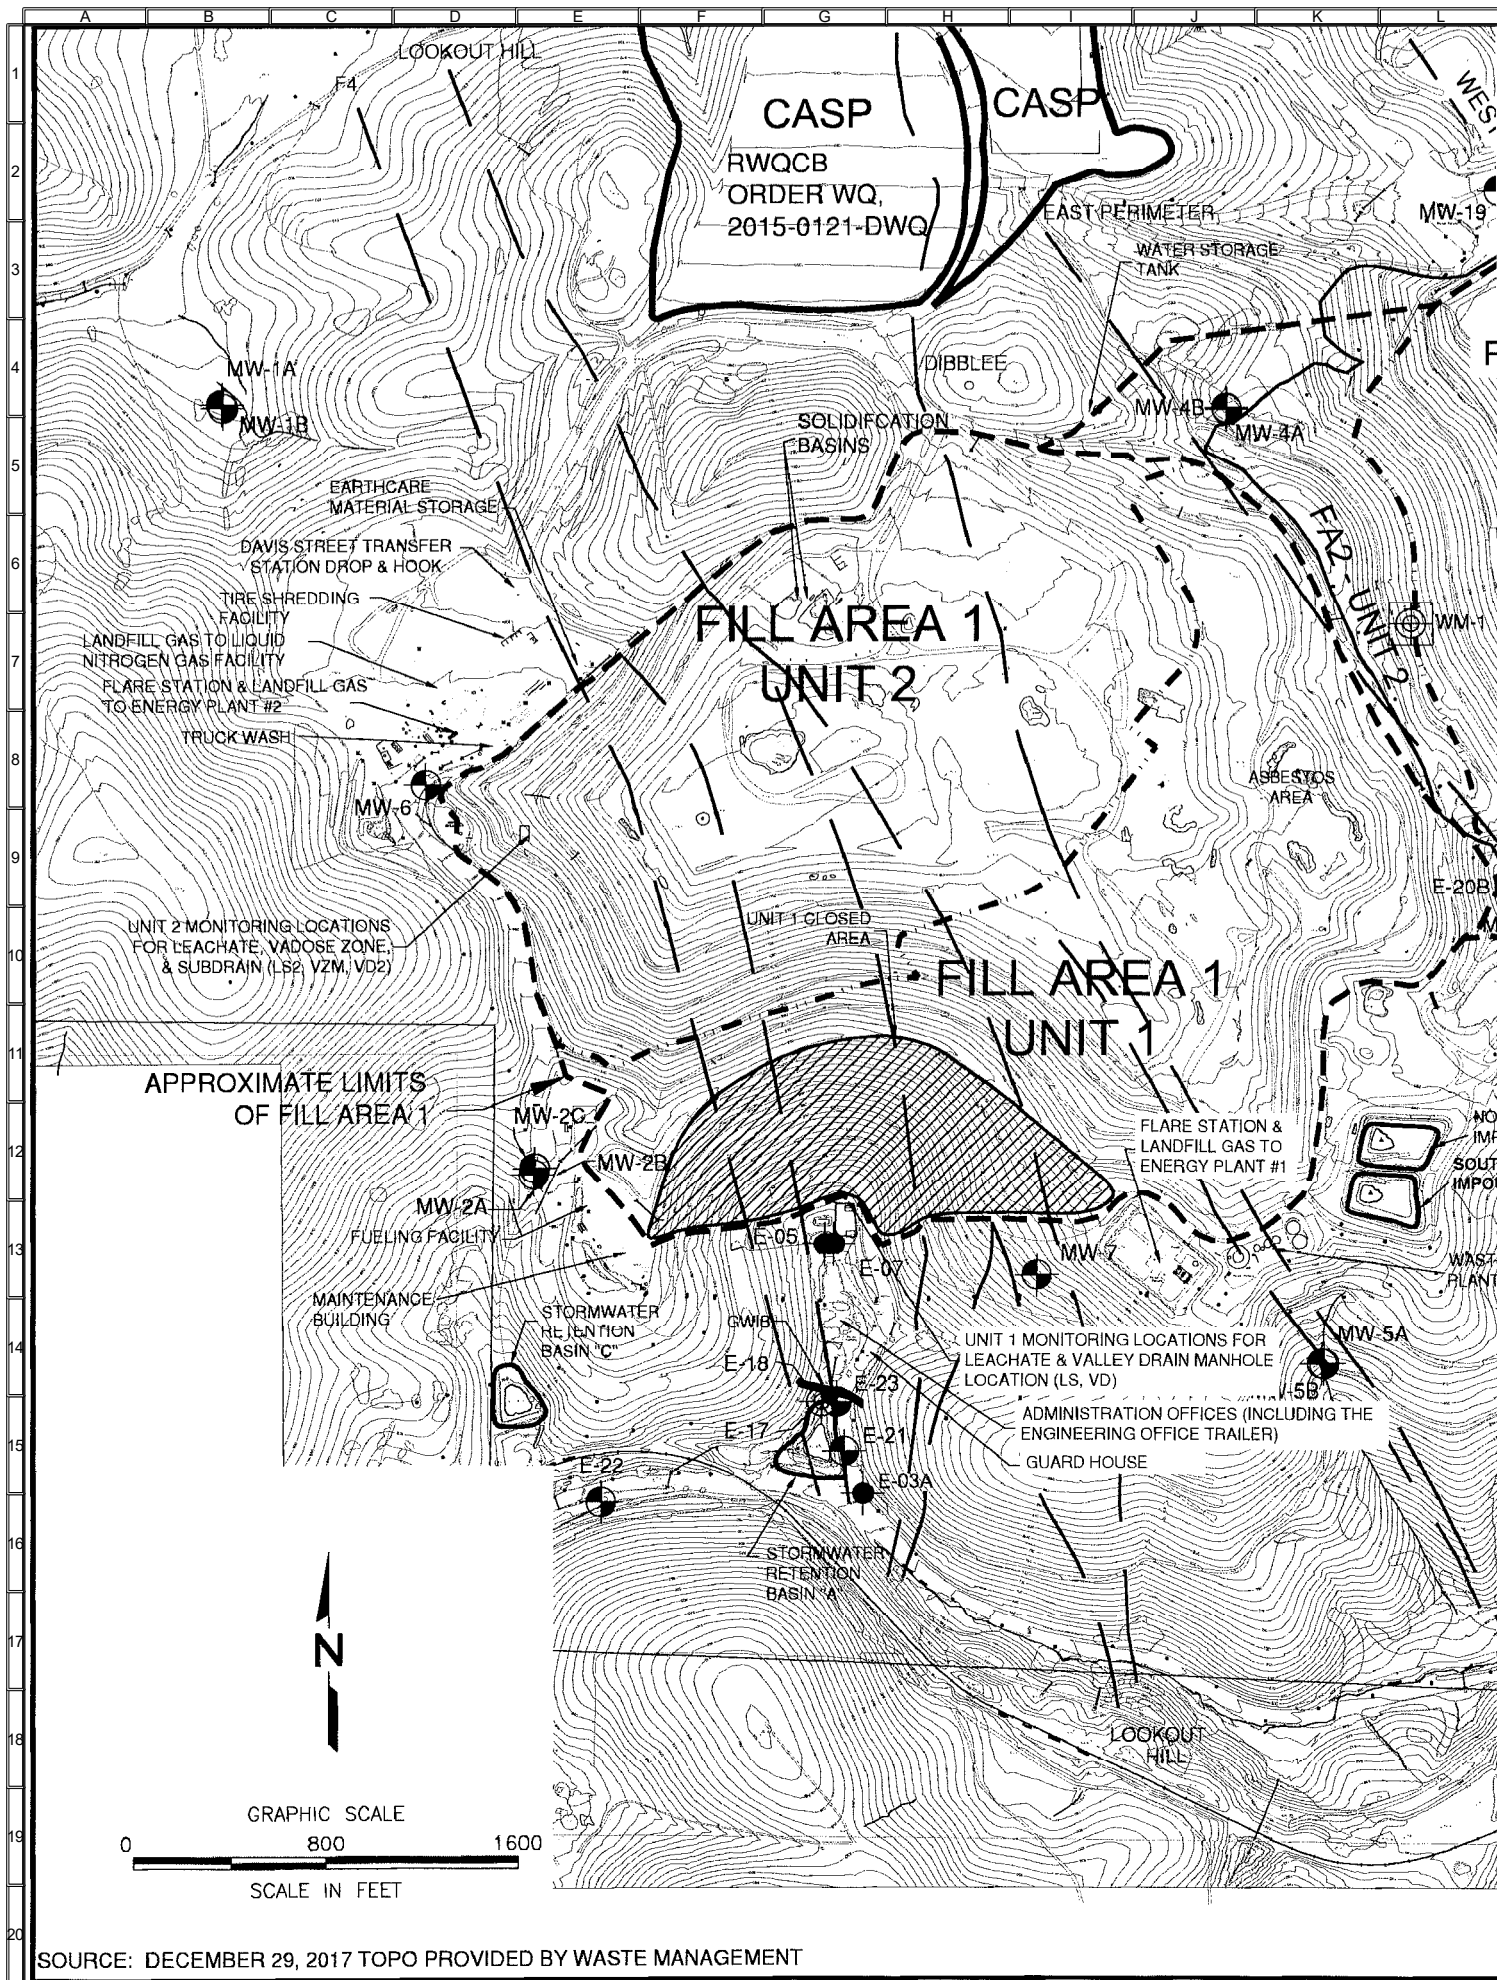 A B C D E F G H I J K L
1
2
3
4
5
6
7
8
9
10
11
12
13
14
15
16
17
18
19
20
LOOKOUT HILL
F4
CASP
CASP
RWQCB
ORDER WQ,
2015-0121-DWQ
WEST
MW-19
EAST PERIMETER
WATER STORAGE
TANK
MW-1A
MW-1B
DIBBLEE
MW-4B
MW-4A
SOLIDIFCATION
BASINS
EARTHCARE
MATERIAL STORAGE
DAVIS STREET TRANSFER
STATION DROP & HOOK
TIRE SHREDDING
FACILITY
LANDFILL GAS TO LIQUID
NITROGEN GAS FACILITY
FLARE STATION & LANDFILL GAS
TO ENERGY PLANT #2
TRUCK WASH
MW-6
FILL AREA 1
UNIT 2
FA2 - UNIT 2
WM-1
ASBESTOS
AREA
E-20B
UNIT 2 MONITORING LOCATIONS
FOR LEACHATE, VADOSE ZONE,
& SUBDRAIN (LS2, VZM, VD2)
UNIT 1 CLOSED
AREA
FILL AREA 1
UNIT 1
APPROXIMATE LIMITS
OF FILL AREA 1
MW-2C
MW-2B
MW-2A
FUELING FACILITY
MAINTENANCE
BUILDING
STORMWATER
RETENTION
BASIN "C"
FLARE STATION &
LANDFILL GAS TO
ENERGY PLANT #1
NO
IMP
SOUT
IMPO
E-05
E-07
MW-7
WAST
PLANT
GWIB
E-18
E-23
E-17
E-21
E-22
E-03A
UNIT 1 MONITORING LOCATIONS FOR
LEACHATE & VALLEY DRAIN MANHOLE
LOCATION (LS, VD)
MW-5A
-5B
ADMINISTRATION OFFICES (INCLUDING THE
ENGINEERING OFFICE TRAILER)
GUARD HOUSE
STORMWATER
RETENTION
BASIN "A"
N
LOOKOUT
HILL
GRAPHIC SCALE
0 800 1600
SCALE IN FEET
SOURCE: DECEMBER 29, 2017 TOPO PROVIDED BY WASTE MANAGEMENT